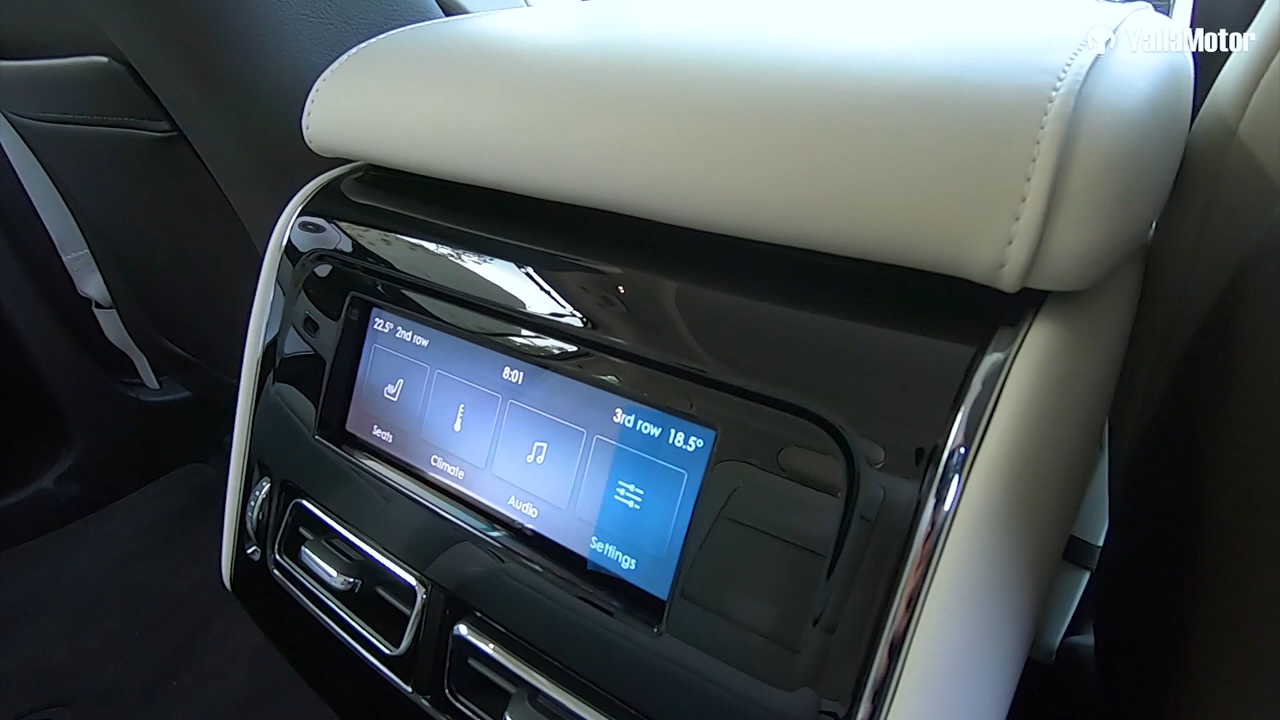 YallaMotor
22.5° 2nd row
8:01
3rd row 18.5°
Seats
Climate
Audio
Settings